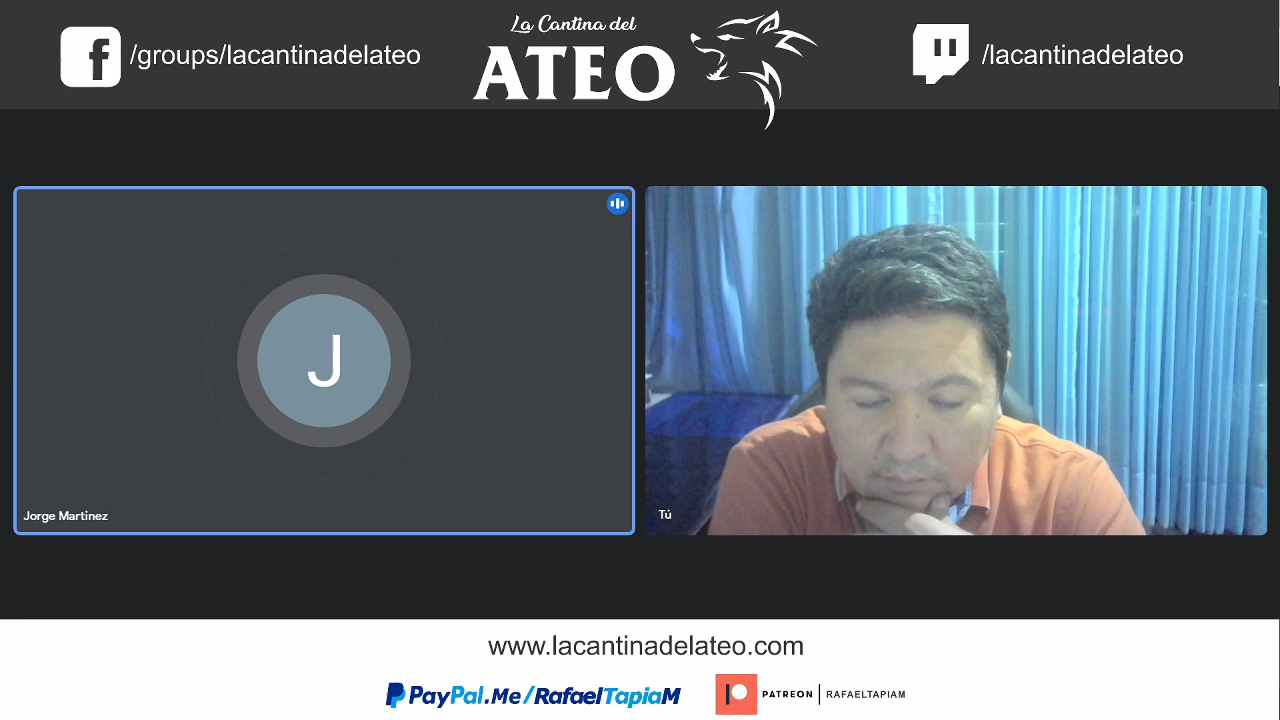 /groups/lacantinadelateo
La Cantina del
ATEO
/lacantinadelateo
J
Jorge Martinez
Tú
www.lacantinadelateo.com
PayPal.Me/RafaelTapiaM
PATREON | RAFAELTAPIAM